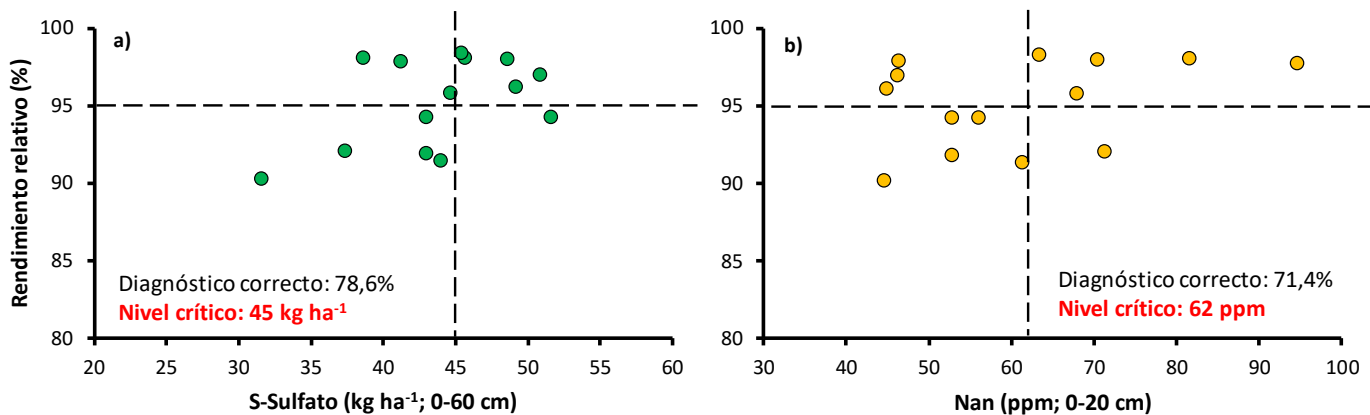 a)
Rendimiento relativo (%)
100
95
90
85
80
Diagnóstico correcto: 78,6%
Nivel crítico: 45 kg ha⁻¹
20 25 30 35 40 45 50 55 60
S-Sulfato (kg ha⁻¹; 0-60 cm)
b)
100
95
90
85
80
Diagnóstico correcto: 71,4%
Nivel crítico: 62 ppm
30 40 50 60 70 80 90 100
Nan (ppm; 0-20 cm)